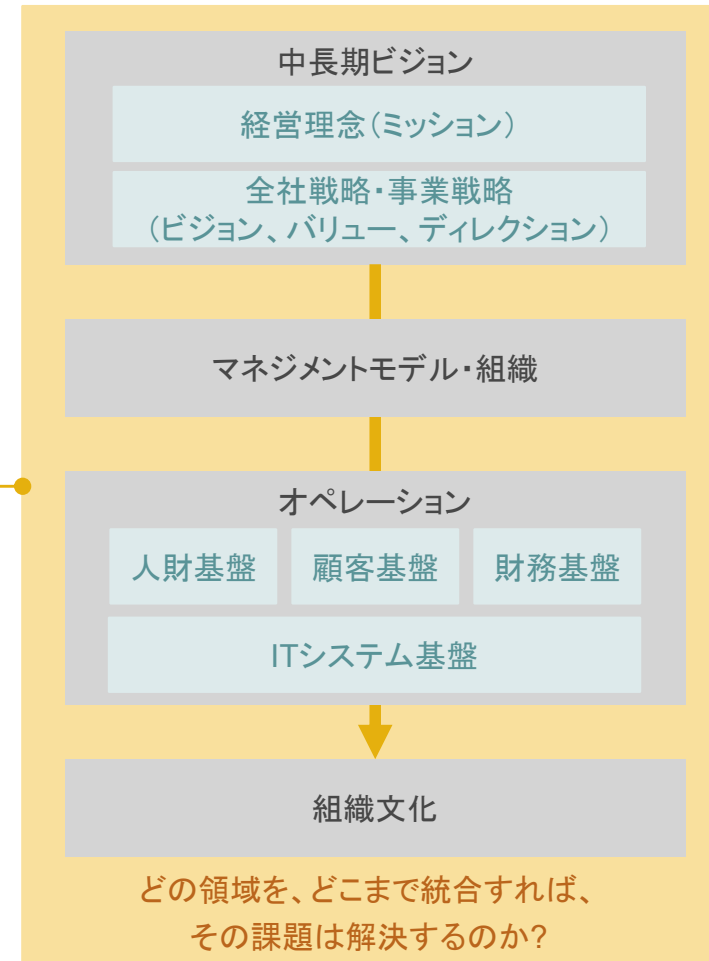 中長期ビジョン
経営理念（ミッション）
全社戦略・事業戦略
（ビジョン、バリュー、ディレクション）
マネジメントモデル・組織
オペレーション
人財基盤 顧客基盤 財務基盤
ITシステム基盤
組織文化
どの領域を、どこまで統合すれば、
その課題は解決するのか?